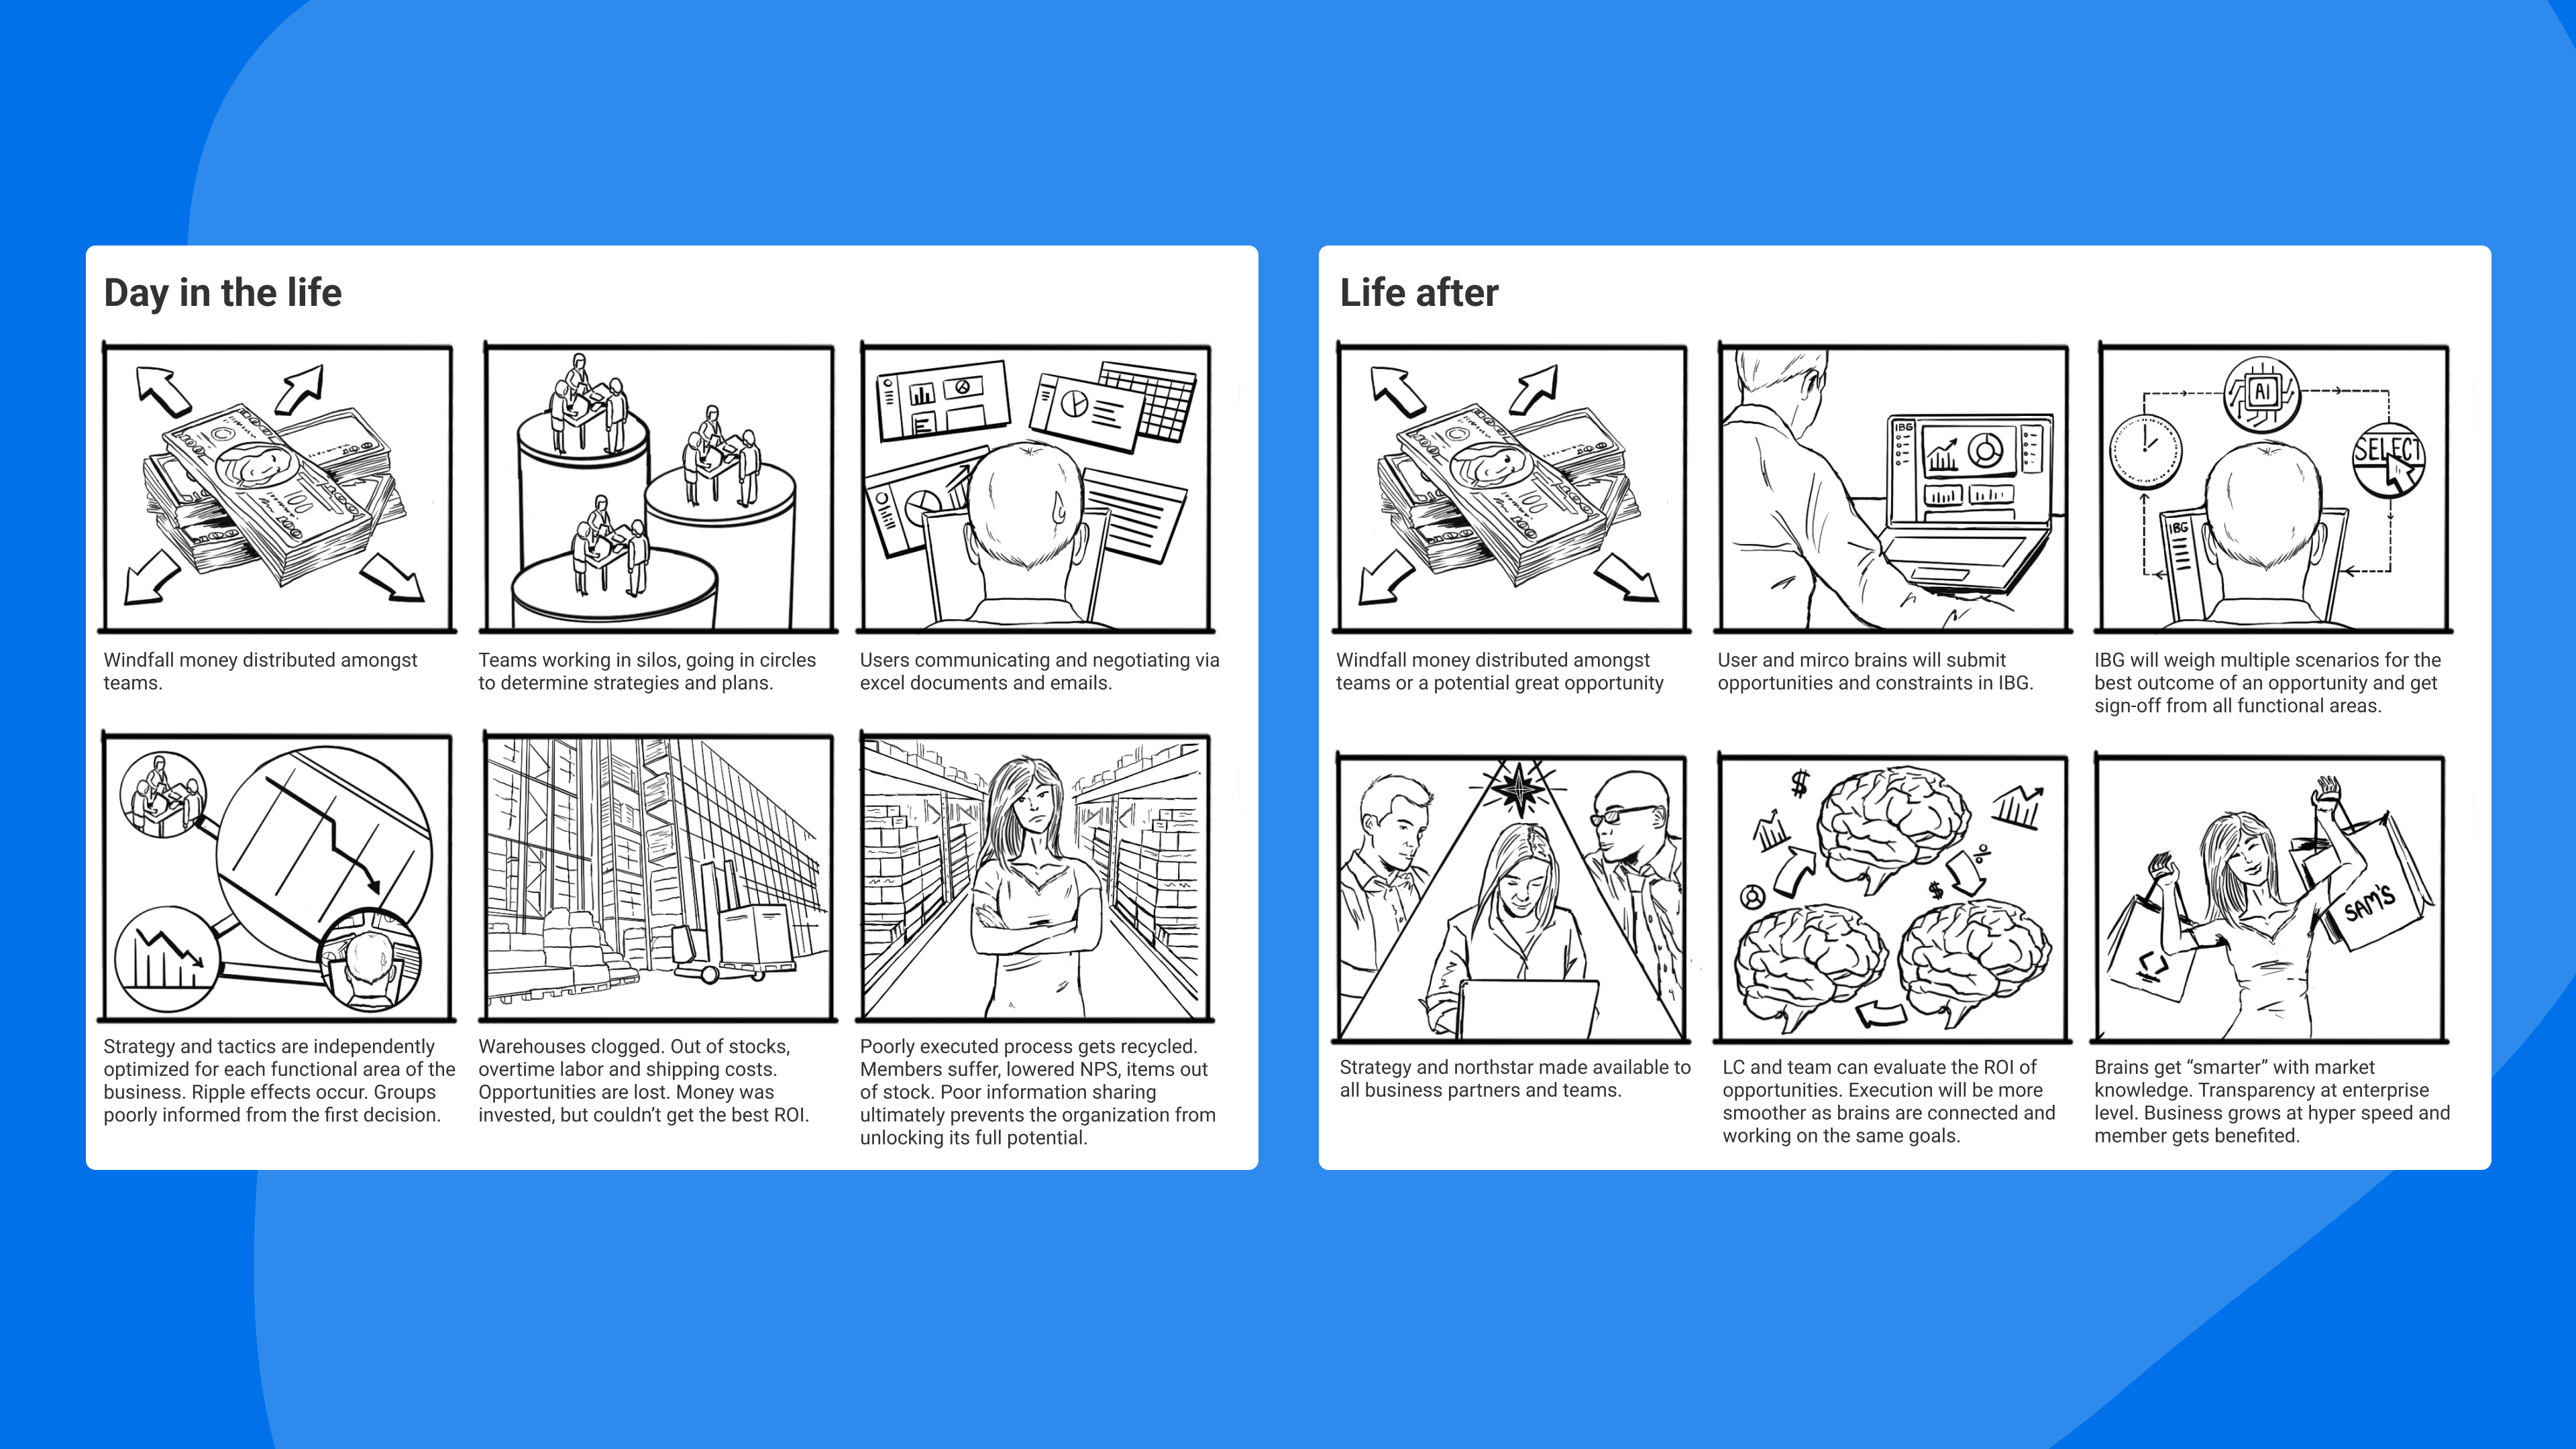 Day in the life
Windfall money distributed amongst
teams.
Teams working in silos, going in circles
to determine strategies and plans.
Users communicating and negotiating via
excel documents and emails.
Strategy and tactics are independently
optimized for each functional area of the
business. Ripple effects occur. Groups
poorly informed from the first decision.
Warehouses clogged. Out of stocks,
overtime labor and shipping costs.
Opportunities are lost. Money was
invested, but couldn’t get the best ROI.
Poorly executed process gets recycled.
Members suffer, lowered NPS, items out
of stock. Poor information sharing
ultimately prevents the organization from
unlocking its full potential.
Life after
Windfall money distributed amongst
teams or a potential great opportunity
IBG
User and mirco brains will submit
opportunities and constraints in IBG.
AI
SELECT
IBG
IBG will weigh multiple scenarios for the
best outcome of an opportunity and get
sign-off from all functional areas.
Strategy and northstar made available to
all business partners and teams.
$
%
$
LC and team can evaluate the ROI of
opportunities. Execution will be more
smoother as brains are connected and
working on the same goals.
SAM'S
Brains get “smarter” with market
knowledge. Transparency at enterprise
level. Business grows at hyper speed and
member gets benefited.